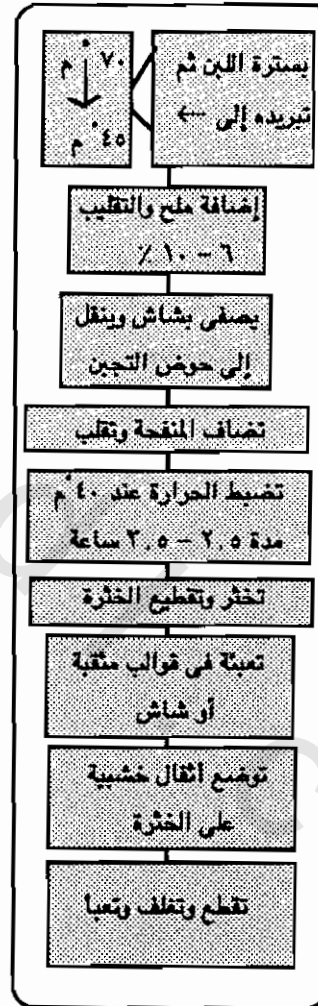 بسترة اللبن ثم
تبريده إلى ←
٧٠ ْ م
↓
٤٥ ْ م
إضافة ملح والتقليب
٦ - ١٠ ٪
يصفى بشاش وينقل
إلى حوض التجبن
تضاف المنفحة وتقلب
تضبط الحرارة عند ٤٠ ْ م
مدة ٢,٥ - ٣,٥ ساعة
تخثر وتقطيع الخثرة
تعبئة فى قوالب مثقبة
أو شاش
توضع أثقال خشبية
على الخثرة
تقطع وتغلف وتعبأ